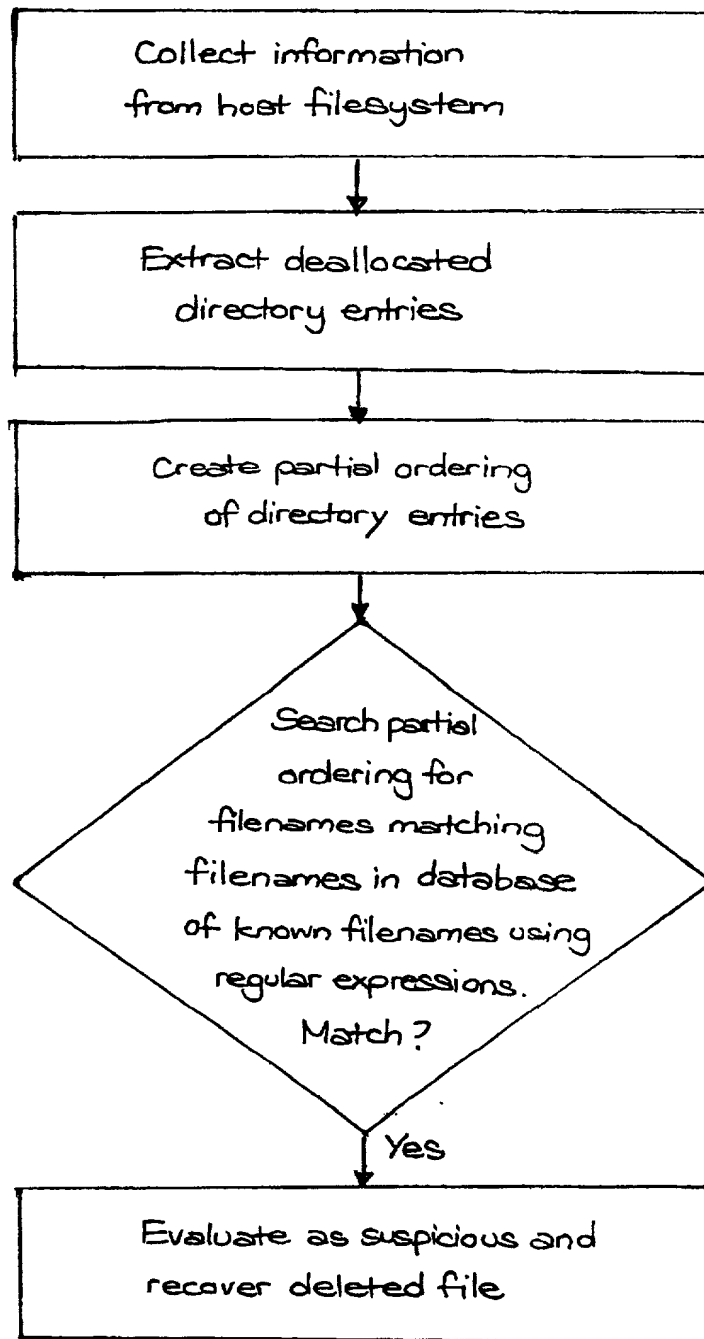 Collect information
from host filesystem
Extract deallocated
directory entries
Create partial ordering
of directory entries
Search partial
ordering for
filenames matching
filenames in database
of known filenames using
regular expressions.
Match?
Yes
Evaluate as suspicious and
recover deleted file